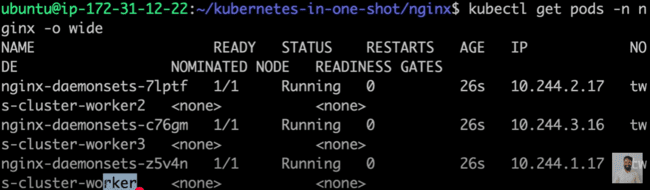 ubuntu@ip-172-31-12-22:~/kubernetes-in-one-shot/nginx$ kubectl get pods -n n
ginx -o wide
NAME                     READY   STATUS    RESTARTS   AGE   IP            NO
DE                 NOMINATED NODE   READINESS GATES
nginx-daemonsets-7lptf   1/1     Running   0          26s   10.244.2.17   tw
s-cluster-worker2   <none>           <none>
nginx-daemonsets-c76gm   1/1     Running   0          26s   10.244.3.16   tw
s-cluster-worker3   <none>           <none>
nginx-daemonsets-z5v4n   1/1     Running   0          26s   10.244.1.17   tw
s-cluster-worker    <none>           <none>